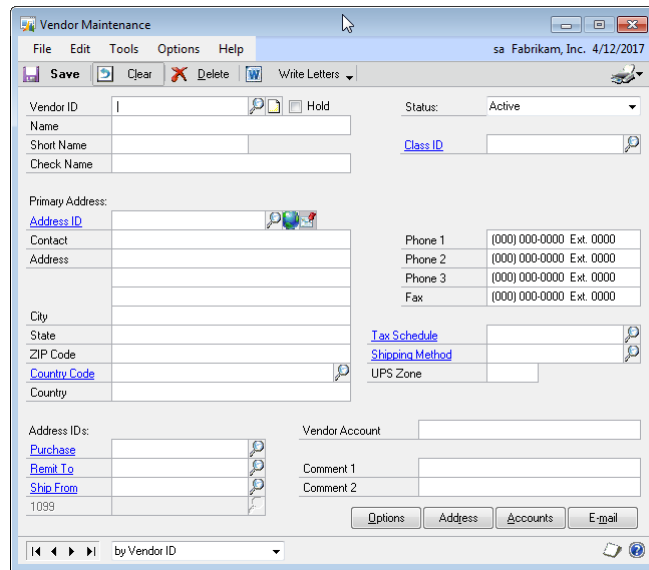 Vendor Maintenance
File Edit Tools Options Help sa Fabrikam, Inc. 4/12/2017
Save Clear Delete Write Letters
Vendor ID Hold Status: Active
Name
Short Name Class ID
Check Name
Primary Address:
Address ID
Contact Phone 1 (000) 000-0000 Ext. 0000
Address Phone 2 (000) 000-0000 Ext. 0000
Phone 3 (000) 000-0000 Ext. 0000
Fax (000) 000-0000 Ext. 0000
City
State Tax Schedule
ZIP Code Shipping Method
Country Code UPS Zone
Country
Address IDs: Vendor Account
Purchase
Remit To Comment 1
Ship From Comment 2
1099
Options Address Accounts E-mail
by Vendor ID